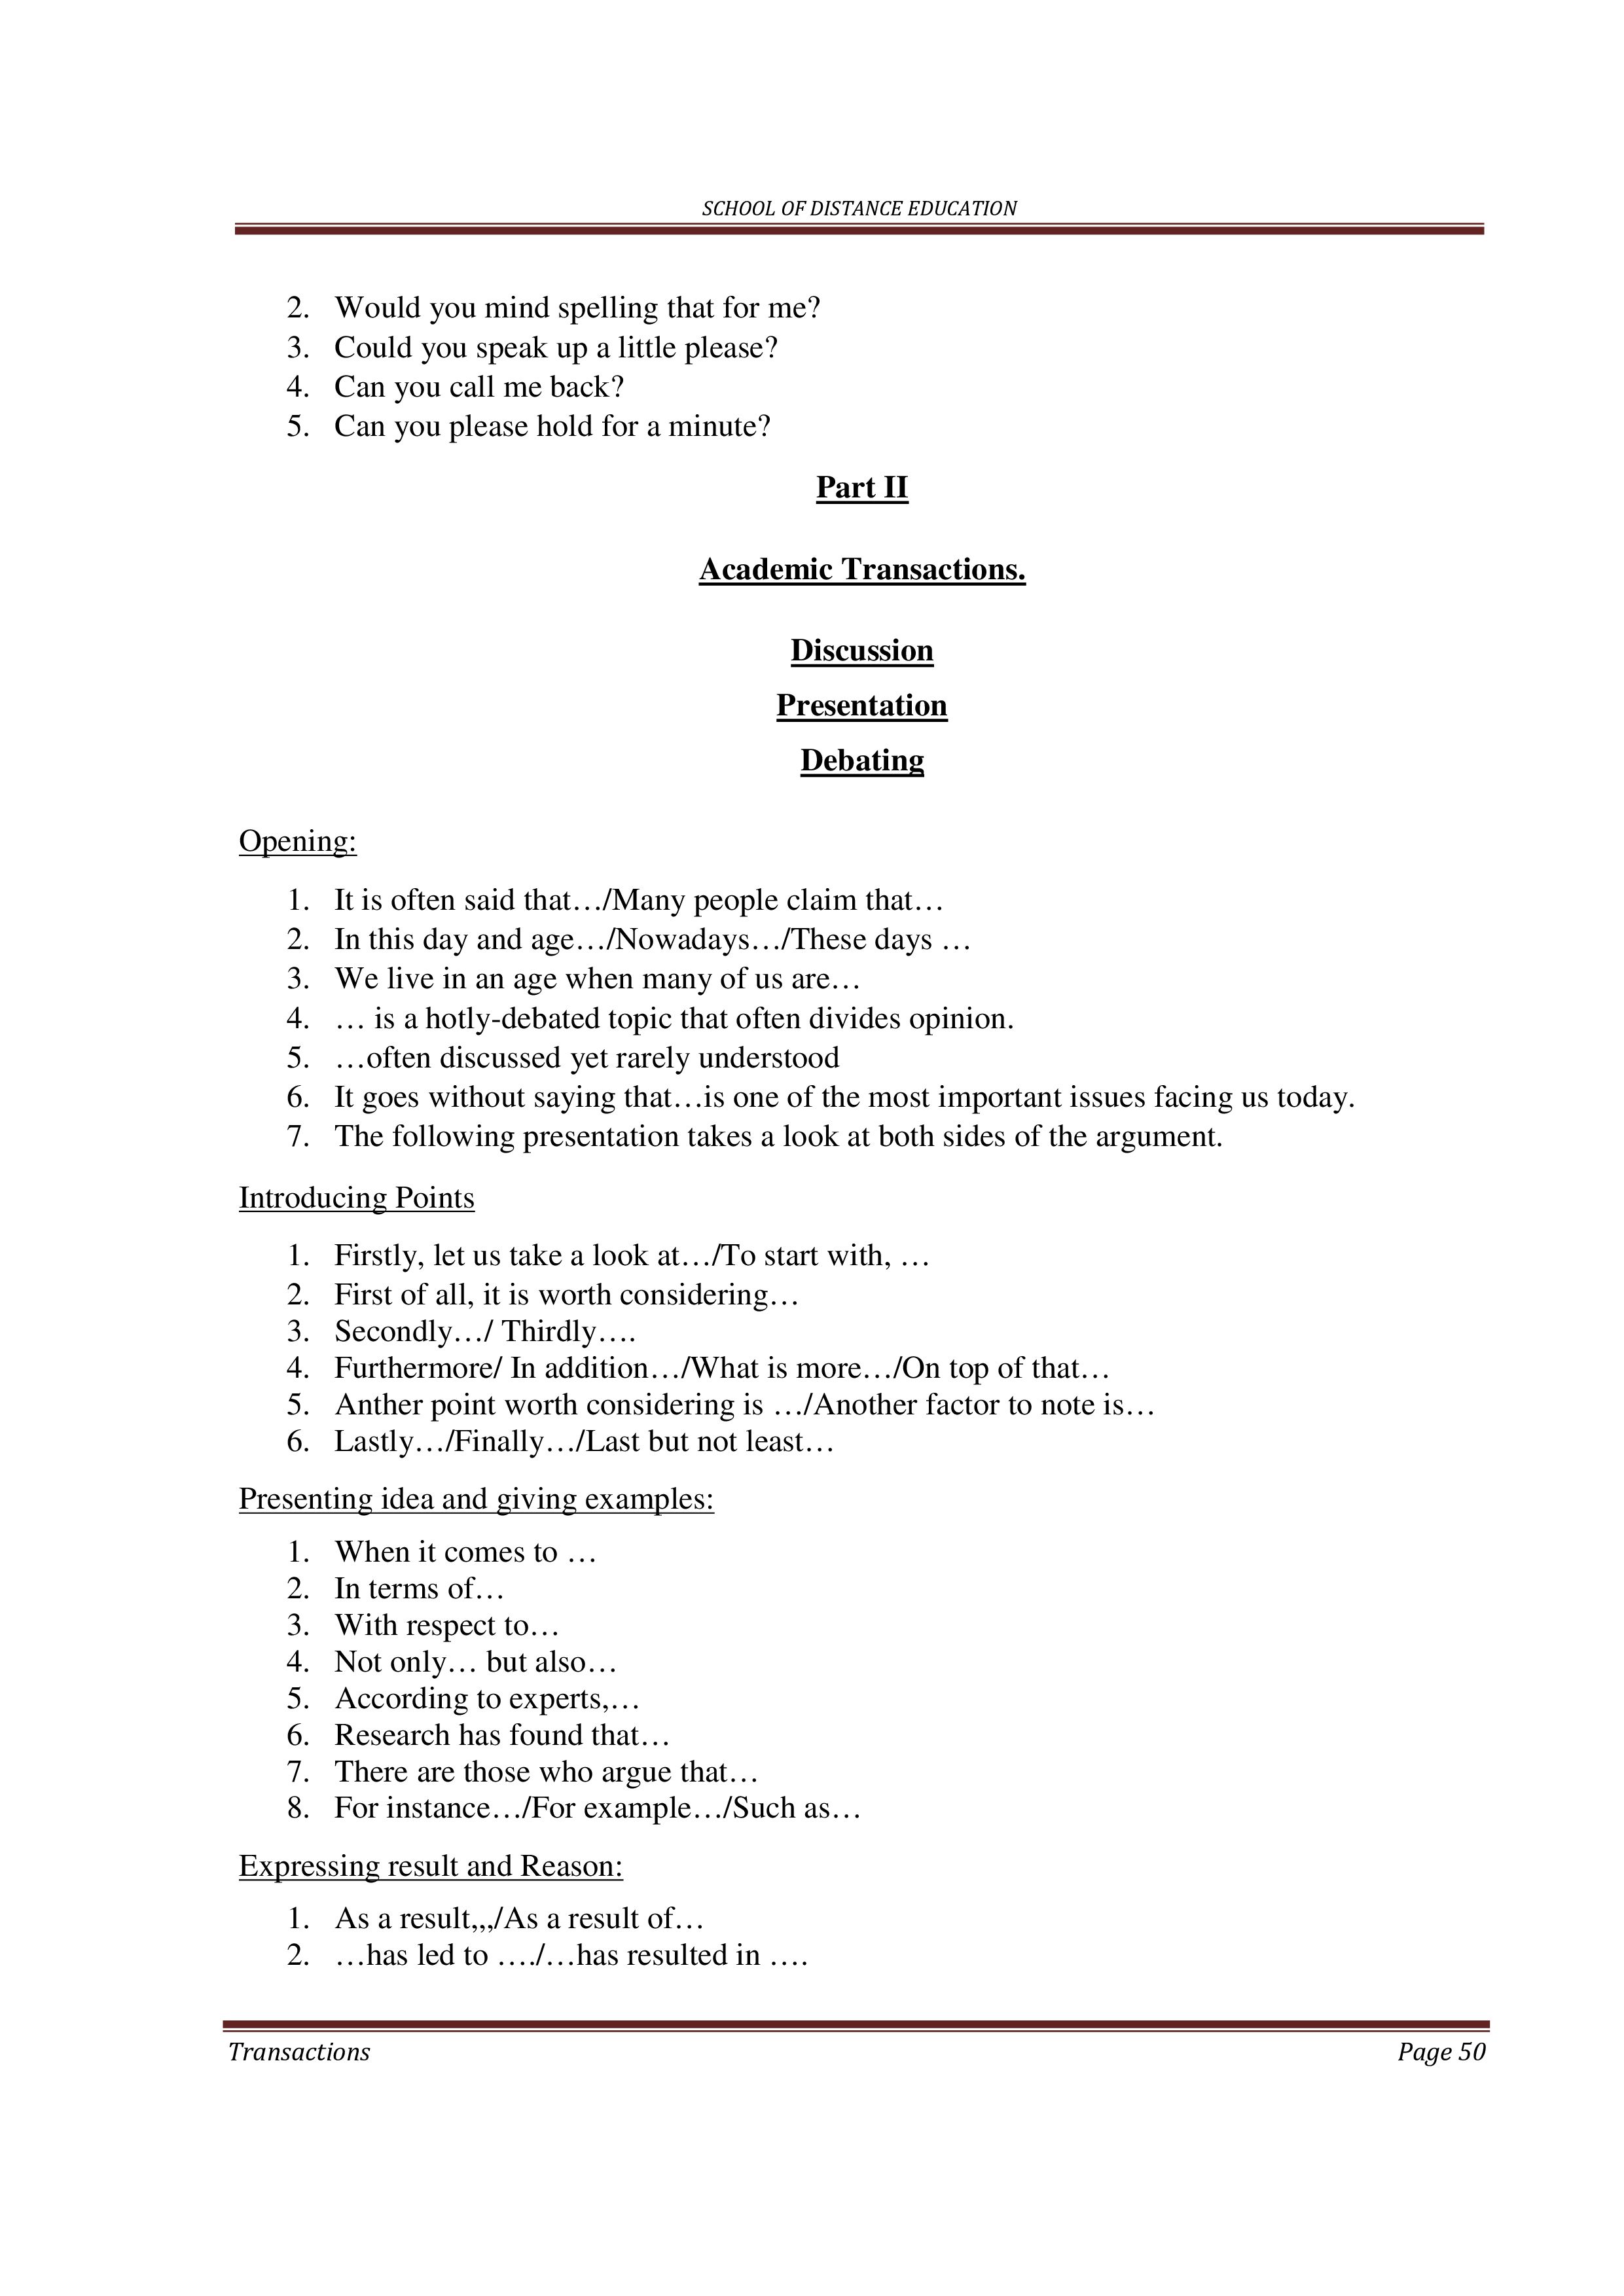 SCHOOL OF DISTANCE EDUCATION
2. Would you mind spelling that for me?
3. Could you speak up a little please?
4. Can you call me back?
5. Can you please hold for a minute?
Part II
Academic Transactions.
Discussion
Presentation
Debating
Opening:
1. It is often said that…/Many people claim that…
2. In this day and age…/Nowadays…/These days …
3. We live in an age when many of us are…
4. … is a hotly-debated topic that often divides opinion.
5. …often discussed yet rarely understood
6. It goes without saying that…is one of the most important issues facing us today.
7. The following presentation takes a look at both sides of the argument.
Introducing Points
1. Firstly, let us take a look at…/To start with, …
2. First of all, it is worth considering…
3. Secondly…/ Thirdly….
4. Furthermore/ In addition…/What is more…/On top of that…
5. Anther point worth considering is …/Another factor to note is…
6. Lastly…/Finally…/Last but not least…
Presenting idea and giving examples:
1. When it comes to …
2. In terms of…
3. With respect to…
4. Not only… but also…
5. According to experts,…
6. Research has found that…
7. There are those who argue that…
8. For instance…/For example…/Such as…
Expressing result and Reason:
1. As a result,,,/As a result of…
2. …has led to …./…has resulted in ….
Transactions Page 50